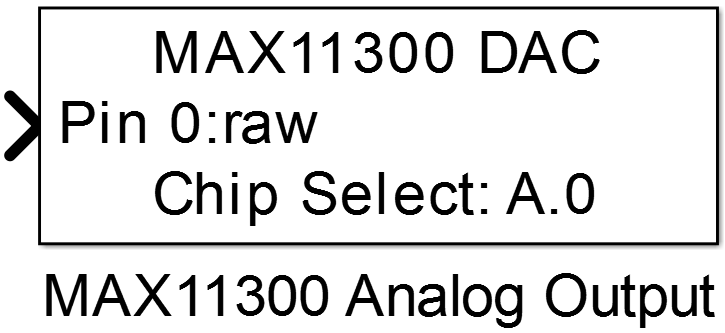 MAX11300 DAC
Pin 0:raw
Chip Select: A.0
MAX11300 Analog Output